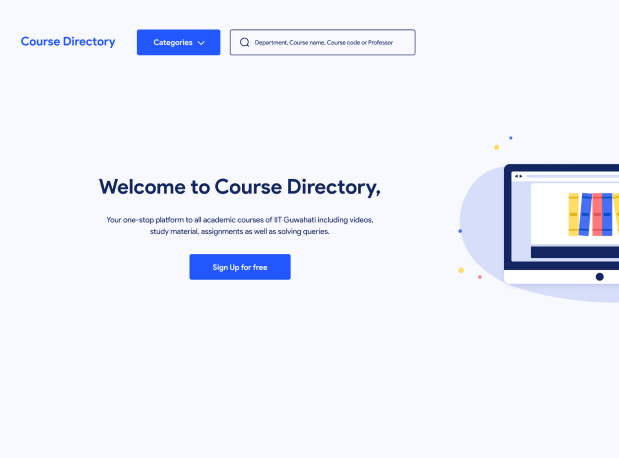 Course Directory
Categories
Department, Course name, Course code or Professor
Welcome to Course Directory,
Your one-stop platform to all academic courses of IIT Guwahati including videos,
study material, assignments as well as solving queries.
Sign Up for free